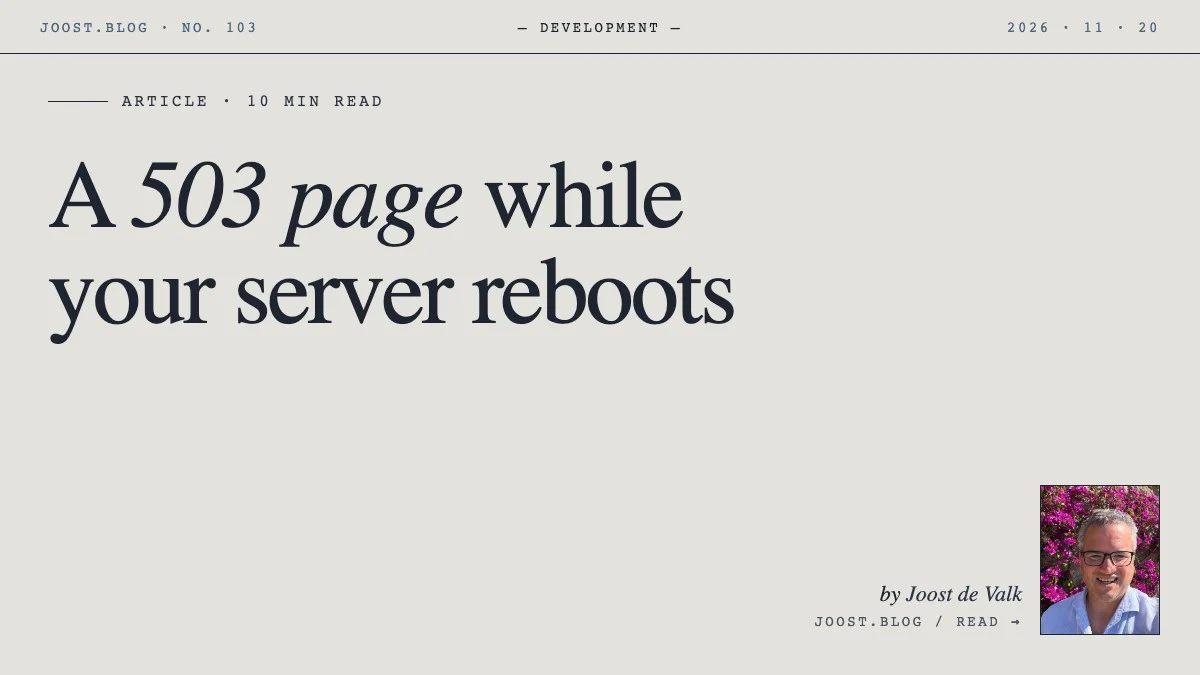 JOOST.BLOG · NO. 103
— DEVELOPMENT —
2026 · 11 · 20
ARTICLE · 10 MIN READ
A 503 page while
your server reboots
by Joost de Valk
JOOST.BLOG / READ →